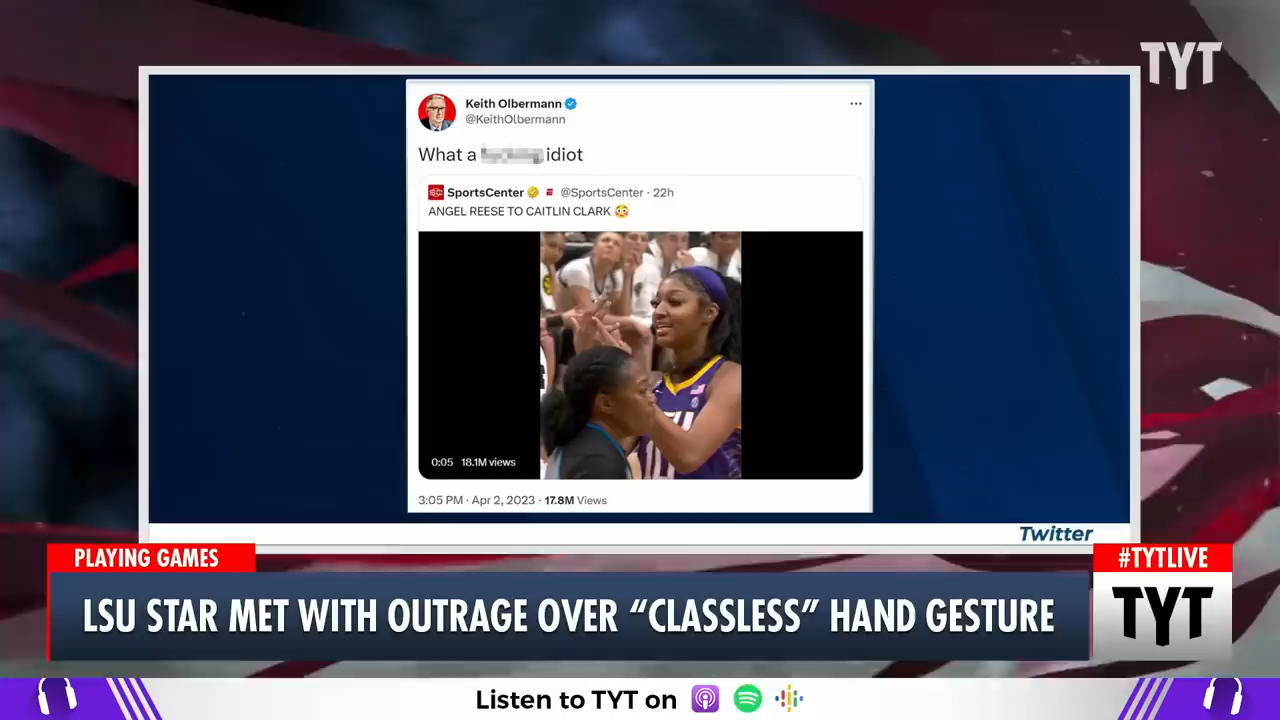 TYT
Keith Olbermann
@KeithOlbermann
What a idiot
SC SportsCenter @SportsCenter · 22h
ANGEL REESE TO CAITLIN CLARK 😳
0:05 18.1M views
3:05 PM · Apr 2, 2023 · 17.8M Views
Twitter
PLAYING GAMES
#TYTLIVE
LSU STAR MET WITH OUTRAGE OVER “CLASSLESS” HAND GESTURE
TYT
Listen to TYT on